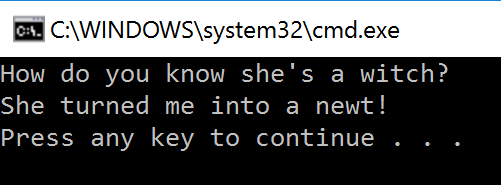 C:\WINDOWS\system32\cmd.exe
How do you know she's a witch?
She turned me into a newt!
Press any key to continue . . .